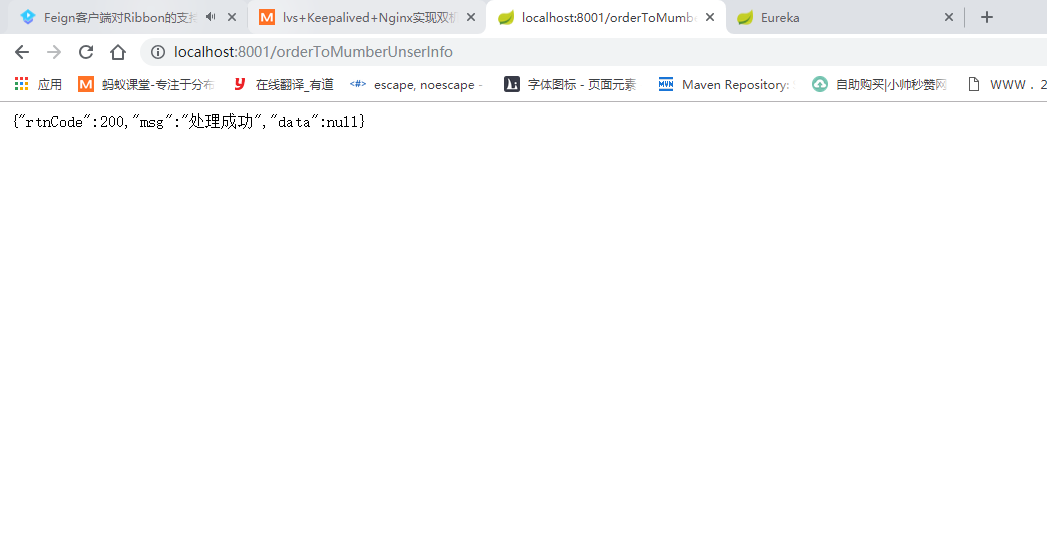 Feign客户端对Ribbon的支持 lvs+Keepalived+Nginx实现双机 localhost:8001/orderToMumb Eureka
localhost:8001/orderToMumberUnserInfo
应用 蚂蚁课堂-专注于分布 在线翻译_有道 escape, noescape - 字体图标 - 页面元素 Maven Repository: 自助购买|小帅秒赞网 WWW . 2
{"rtnCode":200,"msg":"处理成功","data":null}